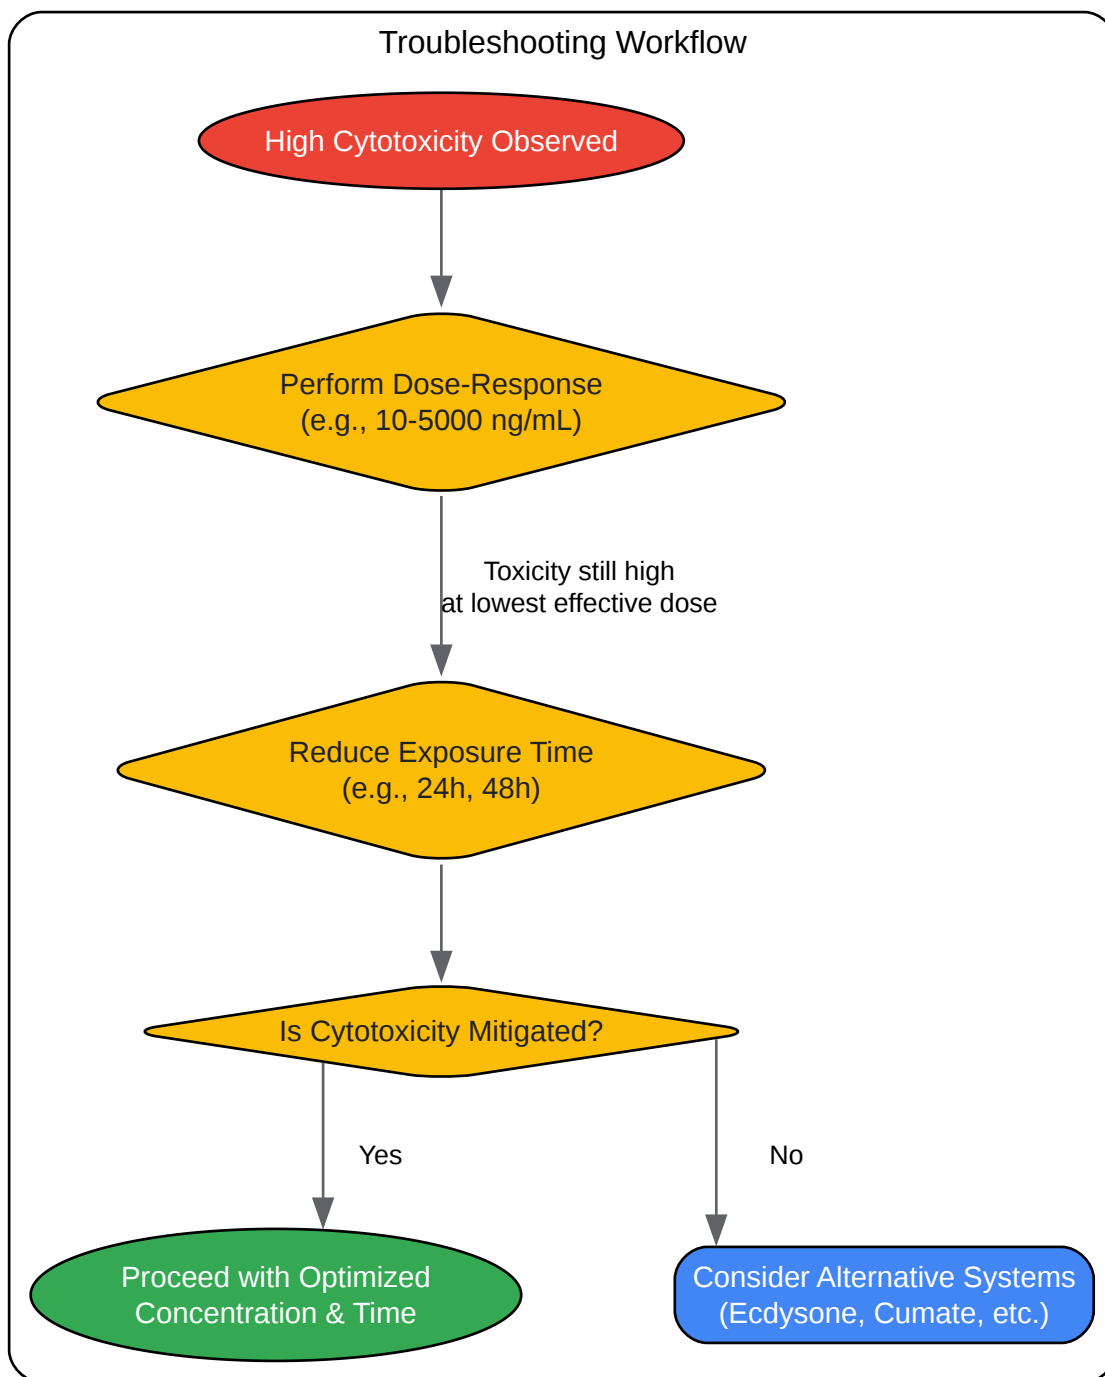 Troubleshooting Workflow
High Cytotoxicity Observed
Perform Dose-Response
(e.g., 10-5000 ng/mL)
Toxicity still high
at lowest effective dose
Reduce Exposure Time
(e.g., 24h, 48h)
Is Cytotoxicity Mitigated?
Yes
No
Proceed with Optimized
Concentration & Time
Consider Alternative Systems
(Ecdysone, Cumate, etc.)